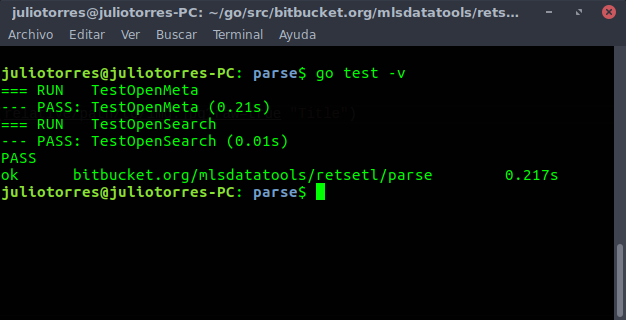 juliotorres@juliotorres-PC: ~/go/src/bitbucket.org/mlsdatatools/rets...
Archivo Editar Ver Buscar Terminal Ayuda
juliotorres@juliotorres-PC: parse$ go test -v
=== RUN   TestOpenMeta
--- PASS: TestOpenMeta (0.21s)
=== RUN   TestOpenSearch
--- PASS: TestOpenSearch (0.01s)
PASS
ok      bitbucket.org/mlsdatatools/retsetl/parse        0.217s
juliotorres@juliotorres-PC: parse$